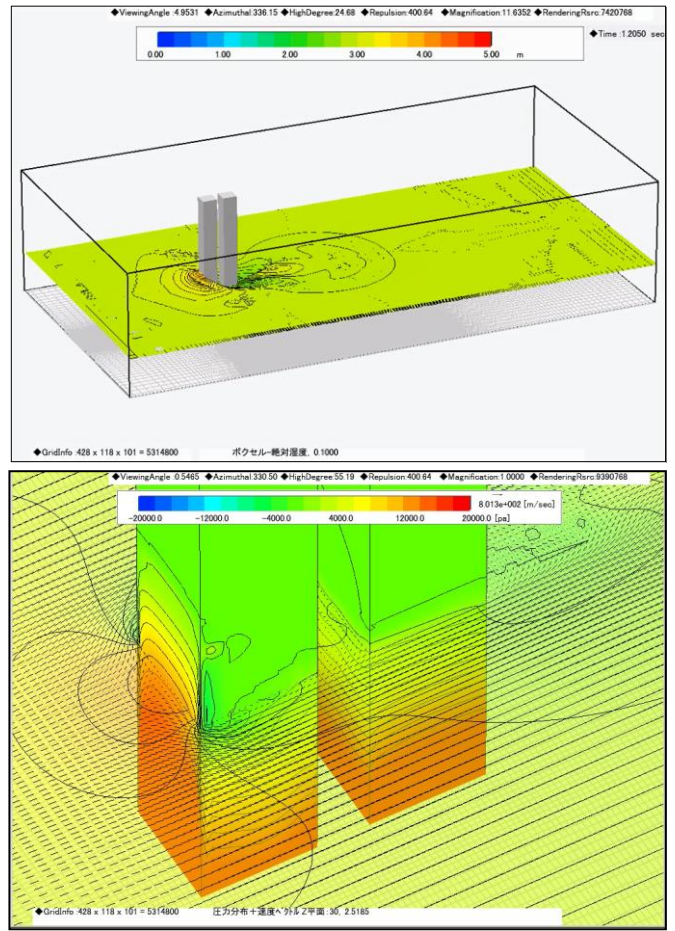 ◆ViewingAngle :4.9531 ◆Azimuthal:336.15 ◆HighDegree:24.68 ◆Repulsion:400.64 ◆Magnification:11.6352 ◆RenderingRsrc:7420768
◆Time :1.2050 sec
0.00 1.00 2.00 3.00 4.00 5.00 m
◆GridInfo :428 x 118 x 101 = 5314800 ボクセル-絶対湿度, 0.1000
◆ViewingAngle :0.5465 ◆Azimuthal:330.50 ◆HighDegree:55.19 ◆Repulsion:400.64 ◆Magnification:1.0000 ◆RenderingRsrc:9390768
8.013e+002 [m/sec]
-20000.0 -12000.0 -4000.0 4000.0 12000.0 20000.0 [pa]
◆GridInfo :428 x 118 x 101 = 5314800 圧力分布+速度ベクトルZ平面:30, 2.5185